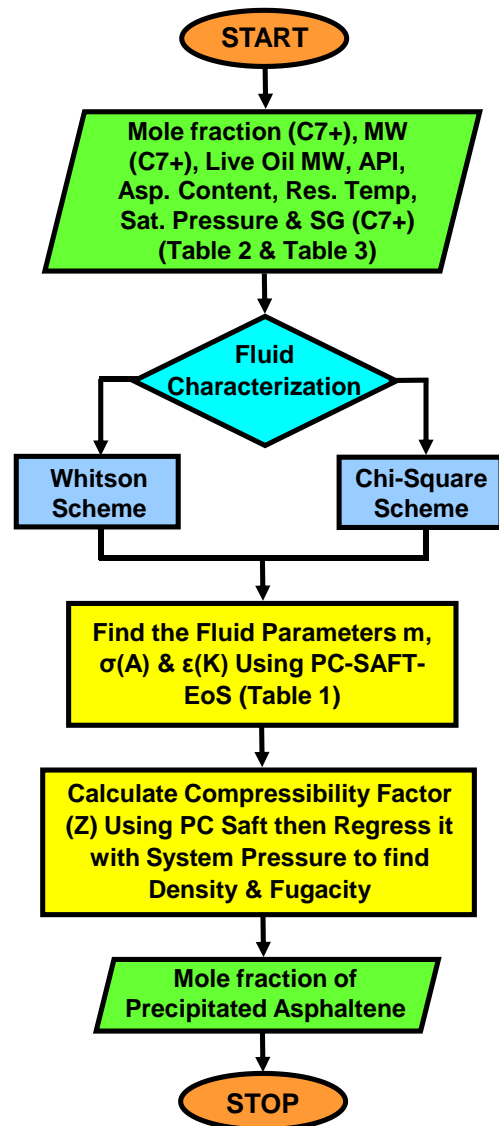 START
Mole fraction (C7+), MW
(C7+), Live Oil MW, API,
Asp. Content, Res. Temp,
Sat. Pressure & SG (C7+)
(Table 2 & Table 3)
Fluid
Characterization
Whitson
Scheme
Chi-Square
Scheme
Find the Fluid Parameters m,
σ(A) & ε(K) Using PC-SAFT-
EoS (Table 1)
Calculate Compressibility Factor
(Z) Using PC Saft then Regress it
with System Pressure to find
Density & Fugacity
Mole fraction of
Precipitated Asphaltene
STOP